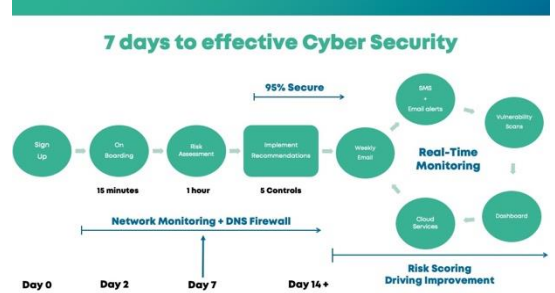 7 days to effective Cyber Security
95% Secure
Sign
Up
On
Boarding
Risk
Assessment
Implement
Recommendations
Weekly
Email
SMS
+
Email alerts
Vulnerability
Scans
Dashboard
Cloud
Services
Real-Time
Monitoring
15 minutes
1 hour
5 Controls
Network Monitoring + DNS Firewall
Risk Scoring
Driving Improvement
Day 0
Day 2
Day 7
Day 14+